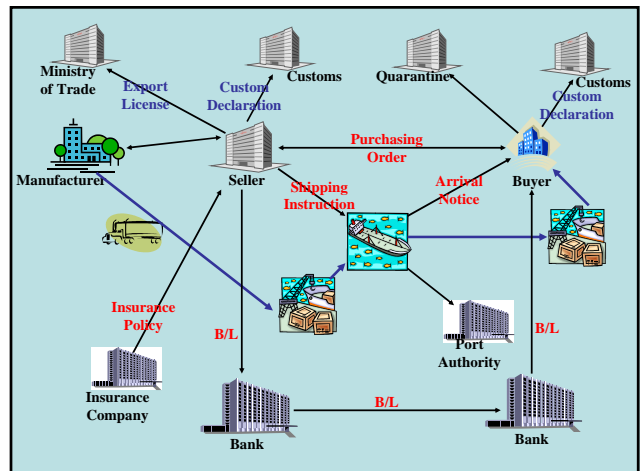 Ministry
of Trade
Export
License
Custom
Declaration
Customs
Quarantine
Customs
Custom
Declaration
Manufacturer
Seller
Purchasing
Order
Buyer
Shipping
Instruction
Arrival
Notice
Insurance
Policy
B/L
Port
Authority
B/L
Insurance
Company
Bank
B/L
Bank